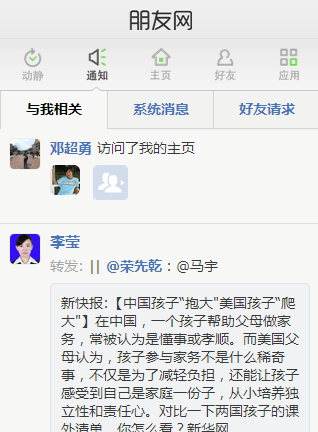 朋友网
动静 通知 主页 好友 应用
与我相关 系统消息 好友请求
邓超勇 访问了我的主页
李莹
转发: || @荣先乾:@马宇
新快报:【中国孩子“抱大”美国孩子“爬
大"】在中国，一个孩子帮助父母做家
务，常被认为是懂事或孝顺。而美国父
母认为，孩子参与家务不是什么稀奇
事，不仅是为了减轻负担，还能让孩子
感受到自己是家庭一份子，从小培养独
立性和责任心。对比一下两国孩子的课
外清单，你怎么看？新华网